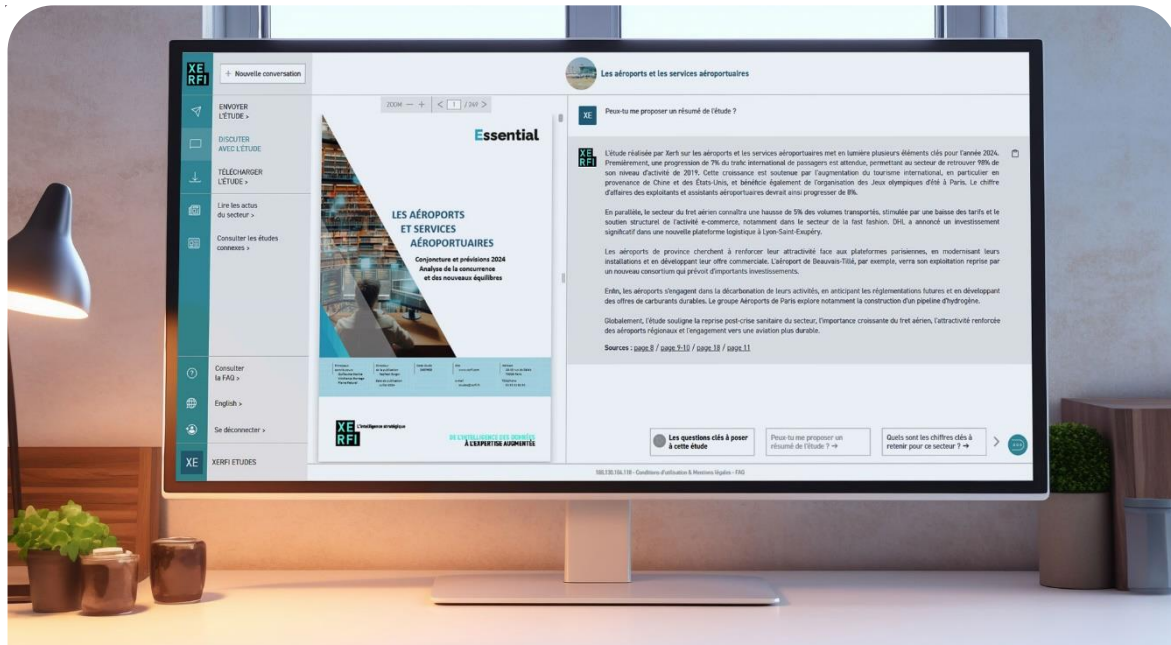 XE
RFI
+ Nouvelle conversation
ENVOYER
L'ÉTUDE >
DISCUTER
AVEC L'ÉTUDE
TÉLÉCHARGER
L'ÉTUDE >
Lire les actus
du secteur >
Consulter les études
connexes >
Consulter
la FAQ >
English >
Se déconnecter >
XE
XERFI ETUDES
ZOOM — + < 1 / 349 >
Essential
LES AÉROPORTS
ET SERVICES
AÉROPORTUAIRES
Conjoncture et prévisions 2024
Analyse de la concurrence
et des nouveaux équilibres
XE
RFI
L'intelligence stratégique
DE L'INTELLIGENCE DES DONNÉES
À L'EXPERTISE AUGMENTÉE
Les aéroports et les services aéroportuaires
XE
Peux-tu me proposer un résumé de l'étude ?
XE
RFI
L'étude réalisée par Xerfi sur les aéroports et les services aéroportuaires met en lumière plusieurs éléments clés pour l'année 2024.
Premièrement, une progression de 7% du trafic international de passagers est attendue, permettant au secteur de retrouver 98% de
son niveau d'activité de 2019. Cette croissance est soutenue par l'augmentation du tourisme international, en particulier en
provenance de Chine et des États-Unis, et bénéficie également de l'organisation des Jeux olympiques d'été à Paris. Le chiffre
d'affaires des exploitants et assistants aéroportuaires devrait ainsi progresser de 8%.
En parallèle, le secteur du fret aérien connaîtra une hausse de 5% des volumes transportés, stimulée par une baisse des tarifs et le
soutien structurel de l'activité e-commerce, notamment dans le secteur de la fast fashion. DHL a annoncé un investissement
significatif dans une nouvelle plateforme logistique à Lyon-Saint-Exupéry.
Les aéroports de province cherchent à renforcer leur attractivité face aux plateformes parisiennes, en modernisant leurs
installations et en développant leur offre commerciale. L'aéroport de Beauvais-Tillé, par exemple, verra son exploitation reprise par
un nouveau consortium qui prévoit d'importants investissements.
Enfin, les aéroports s'engagent dans la décarbonation de leurs activités, en anticipant les réglementations futures et en développant
des offres de carburants durables. Le groupe Aéroports de Paris explore notamment la construction d'un pipeline d'hydrogène.
Globalement, l'étude souligne la reprise post-crise sanitaire du secteur, l'importance croissante du fret aérien, l'attractivité renforcée
des aéroports régionaux et l'engagement vers une aviation plus durable.
Sources : page 8 / page 9-10 / page 18 / page 11
Les questions clés à poser
à cette étude
Peux-tu me proposer un
résumé de l'étude ? →
Quels sont les chiffres clés à
retenir pour ce secteur ? →
Conditions d'utilisation & Mentions légales - FAQ